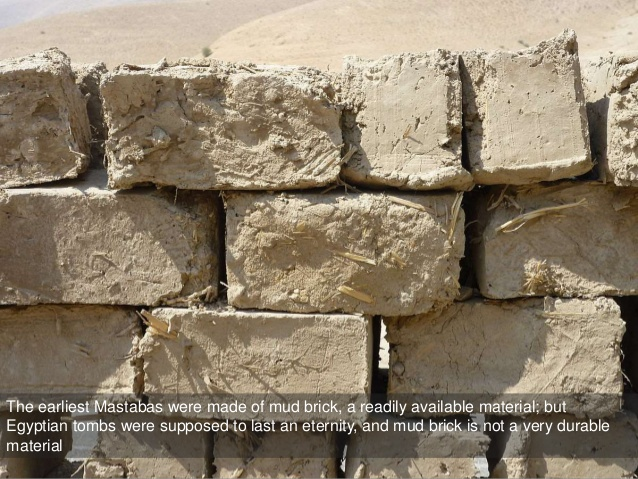 The earliest Mastabas were made of mud brick, a readily available material; but
Egyptian tombs were supposed to last an eternity, and mud brick is not a very durable
material